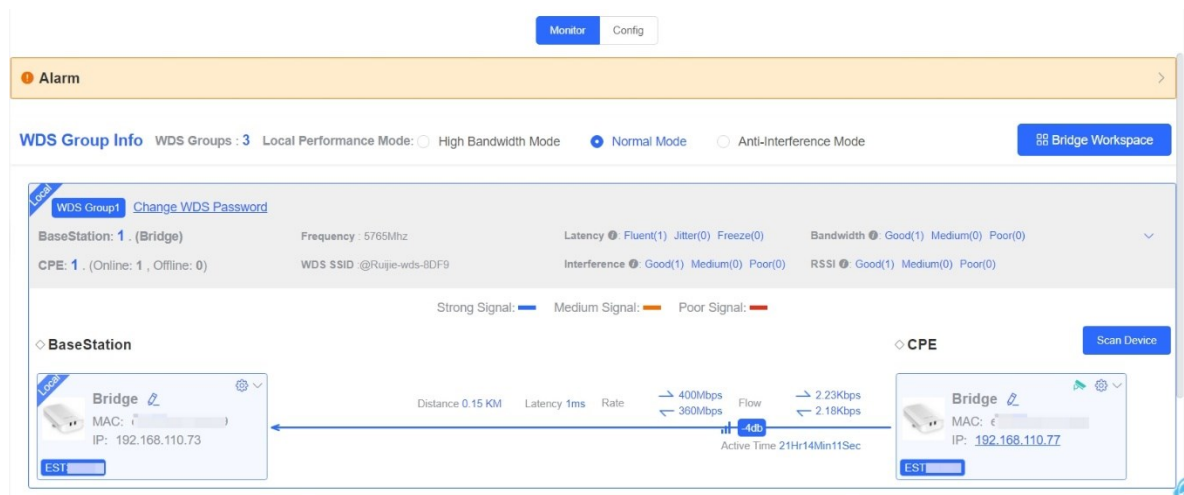 Monitor Config
Alarm
WDS Group Info WDS Groups : 3 Local Performance Mode: High Bandwidth Mode Normal Mode Anti-Interference Mode Bridge Workspace
Local
WDS Group1 Change WDS Password
BaseStation: 1 . (Bridge) Frequency : 5765Mhz Latency : Fluent(1) Jitter(0) Freeze(0) Bandwidth : Good(1) Medium(0) Poor(0)
CPE: 1 . (Online: 1 , Offline: 0) WDS SSID :@Ruijie-wds-8DF9 Interference : Good(1) Medium(0) Poor(0) RSSI : Good(1) Medium(0) Poor(0)
Strong Signal: Medium Signal: Poor Signal:
BaseStation CPE Scan Device
Local
Bridge
MAC:
IP: 192.168.110.73
EST
Distance 0.15 KM Latency 1ms Rate 400Mbps 360Mbps Flow 2.23Kbps 2.18Kbps
-4db
Active Time 21Hr14Min11Sec
Bridge
MAC:
IP: 192.168.110.77
EST